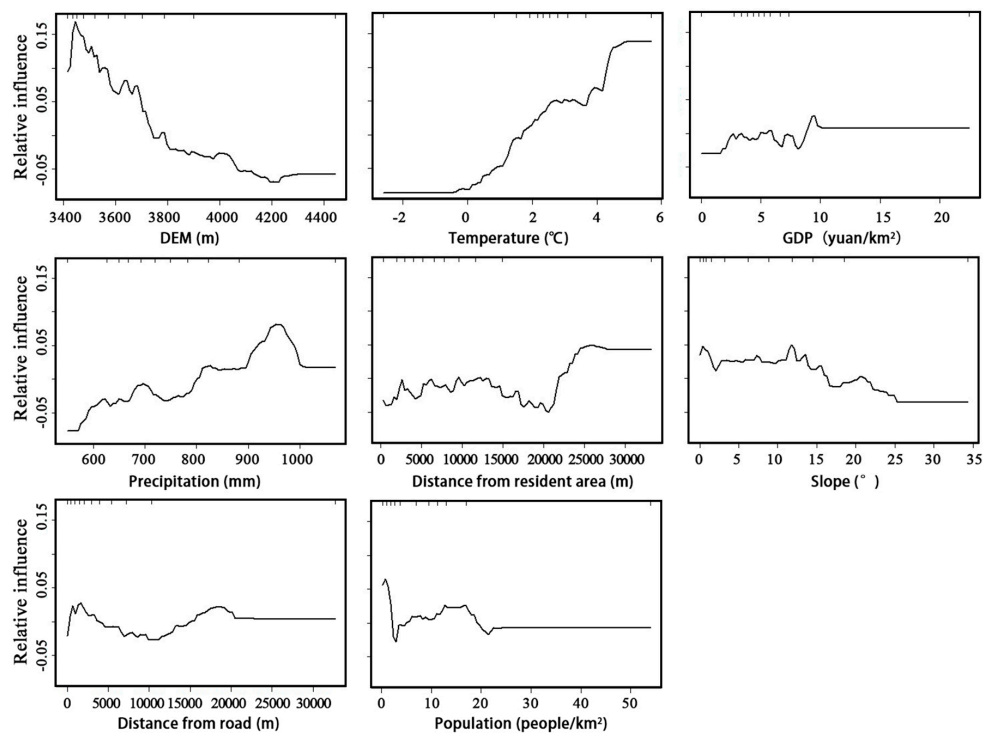 Relative influence
0.15
0.05
-0.05
3400 3600 3800 4000 4200 4400
DEM (m)
-2 0 2 4 6
Temperature (℃)
0 5 10 15 20
GDP (yuan/km²)
Relative influence
0.15
0.05
-0.05
600 700 800 900 1000
Precipitation (mm)
0 5000 10000 15000 20000 25000 30000
Distance from resident area (m)
0 5 10 15 20 25 30 35
Slope (°)
Relative influence
0.15
0.05
-0.05
0 5000 10000 15000 20000 25000 30000
Distance from road (m)
0 10 20 30 40 50
Population (people/km²)